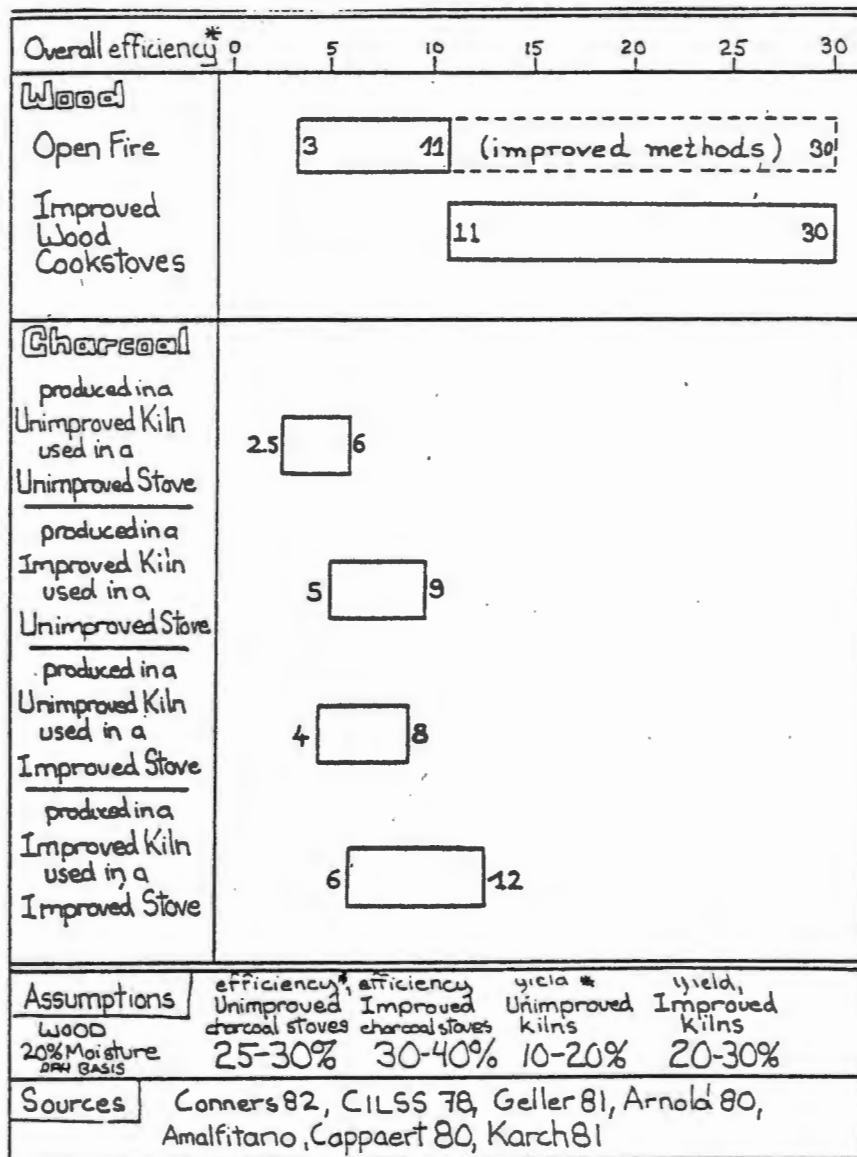 Overall efficiency* 0 5 10 15 20 25 30
Wood
Open Fire
3 11 (improved methods) 30
Improved
Wood
Cookstoves
11 30
Charcoal
produced in a
Unimproved Kiln
used in a
Unimproved Stove
2.5 6
produced in a
Improved Kiln
used in a
Unimproved Stove
5 9
produced in a
Unimproved Kiln
used in a
Improved Stove
4 8
produced in a
Improved Kiln
used in a
Improved Stove
6 12
Assumptions
WOOD
20% Moisture
BASIS
efficiency*,
Unimproved
charcoal stoves
25-30%
efficiency
Improved
charcoal stoves
30-40%
yield *
Unimproved
kilns
10-20%
yield,
Improved
kilns
20-30%
Sources
Conners 82, CILSS 78, Geller 81, Arnold 80,
Amalfitano, Cappaert 80, Karch 81